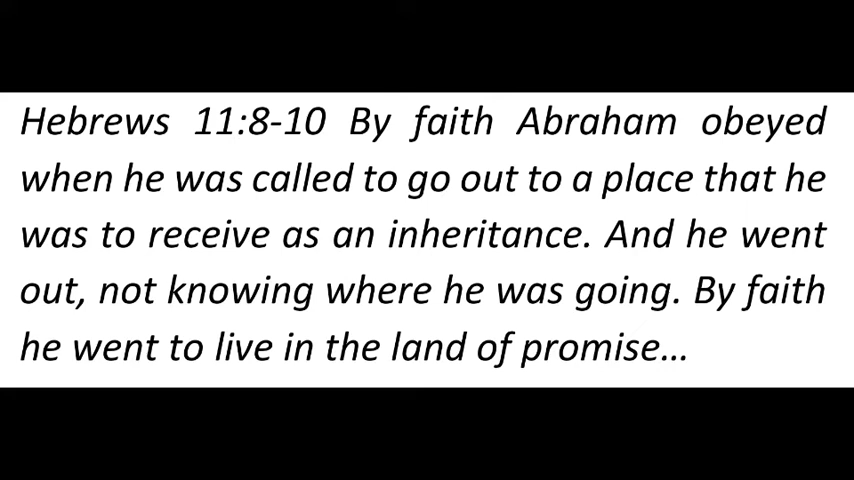 Hebrews 11:8-10 By faith Abraham obeyed
when he was called to go out to a place that he
was to receive as an inheritance. And he went
out, not knowing where he was going. By faith
he went to live in the land of promise…